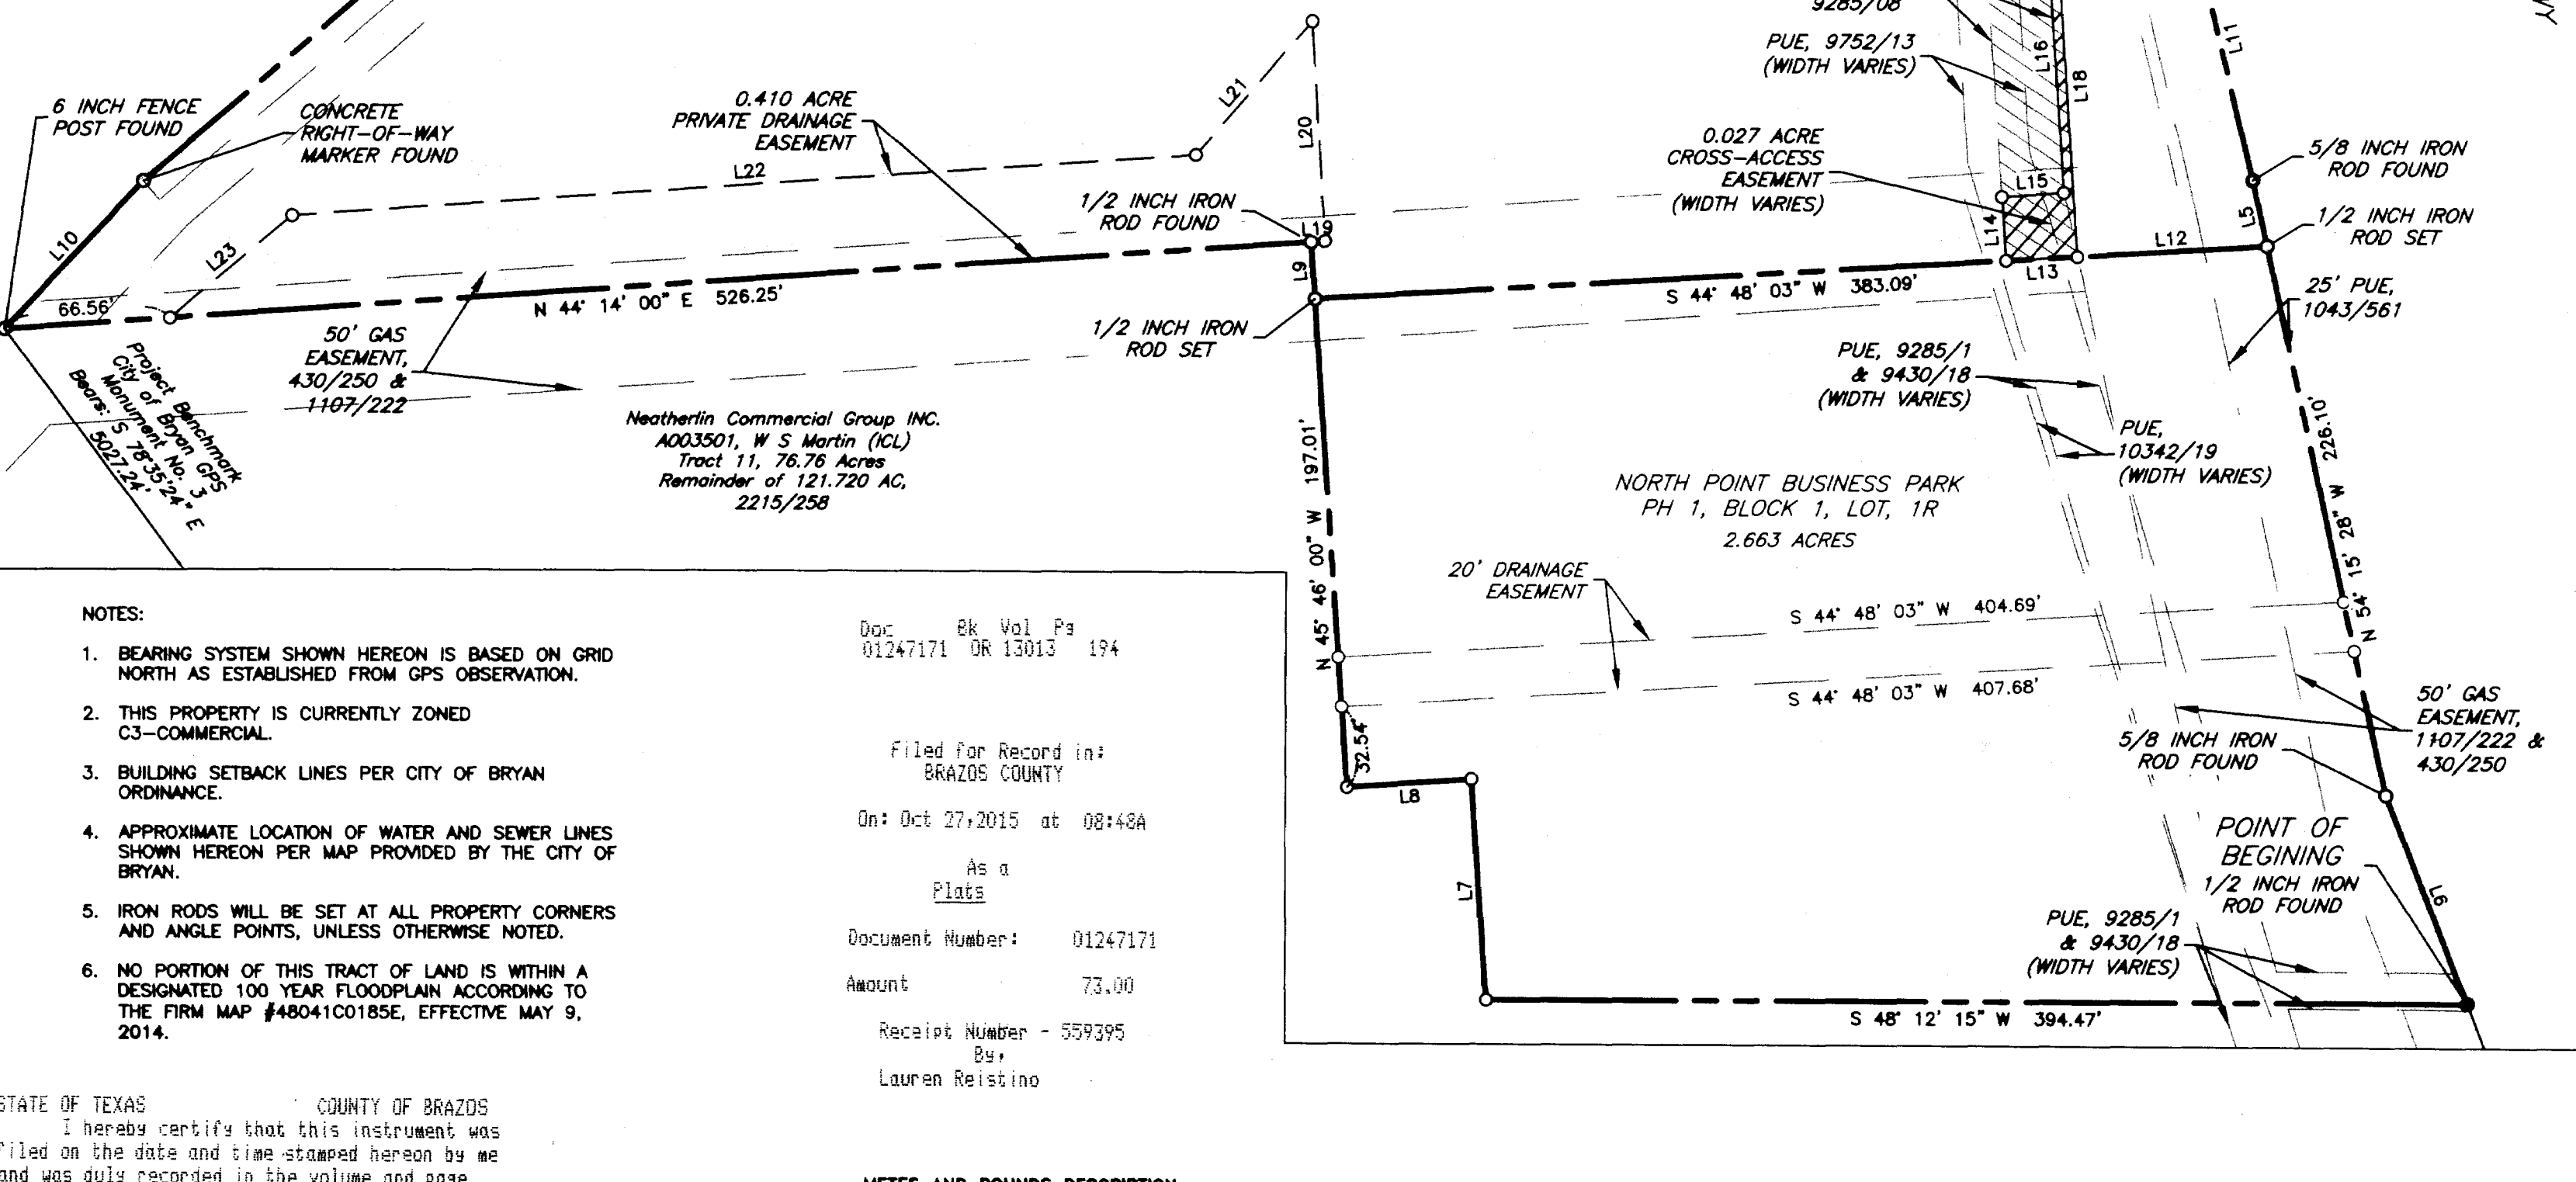 9285/08
PUE, 9752/13
(WIDTH VARIES)
L16
L18
L11
6 INCH FENCE
POST FOUND
CONCRETE
RIGHT-OF-WAY
MARKER FOUND
0.410 ACRE
PRIVATE DRAINAGE
EASEMENT
L21
L20
L22
L10
L23
1/2 INCH IRON
ROD FOUND
L19
L9
0.027 ACRE
CROSS-ACCESS
EASEMENT
(WIDTH VARIES)
L15
L14
L13
L12
L5
5/8 INCH IRON
ROD FOUND
1/2 INCH IRON
ROD SET
66.56'
N 44° 14' 00" E 526.25'
S 44° 48' 03" W 383.09'
25' PUE,
1043/561
50' GAS
EASEMENT,
430/250 &
1107/222
1/2 INCH IRON
ROD SET
Project Benchmark
City of Bryan GPS
Monument No. 3
Bears: S 78°35'24" E
5027.24'
Neatherlin Commercial Group INC.
A003501, W S Martin (ICL)
Tract 11, 76.76 Acres
Remainder of 121.720 AC,
2215/258
PUE, 9285/1
& 9430/18
(WIDTH VARIES)
PUE,
10342/19
(WIDTH VARIES)
N 45° 46' 00" W 197.01'
N 54° 15' 28" W 226.10'
NORTH POINT BUSINESS PARK
PH 1, BLOCK 1, LOT, 1R
2.663 ACRES
20' DRAINAGE
EASEMENT
S 44° 48' 03" W 404.69'
S 44° 48' 03" W 407.68'
32.54'
L8
L7
50' GAS
EASEMENT,
1107/222 &
430/250
5/8 INCH IRON
ROD FOUND
POINT OF
BEGINING
1/2 INCH IRON
ROD FOUND
L6
PUE, 9285/1
& 9430/18
(WIDTH VARIES)
S 48° 12' 15" W 394.47'
NOTES:
1. BEARING SYSTEM SHOWN HEREON IS BASED ON GRID
NORTH AS ESTABLISHED FROM GPS OBSERVATION.
2. THIS PROPERTY IS CURRENTLY ZONED
C3-COMMERCIAL.
3. BUILDING SETBACK LINES PER CITY OF BRYAN
ORDINANCE.
4. APPROXIMATE LOCATION OF WATER AND SEWER LINES
SHOWN HEREON PER MAP PROVIDED BY THE CITY OF
BRYAN.
5. IRON RODS WILL BE SET AT ALL PROPERTY CORNERS
AND ANGLE POINTS, UNLESS OTHERWISE NOTED.
6. NO PORTION OF THIS TRACT OF LAND IS WITHIN A
DESIGNATED 100 YEAR FLOODPLAIN ACCORDING TO
THE FIRM MAP #48041C0185E, EFFECTIVE MAY 9,
2014.
Doc Bk Vol Pg
01247171 OR 13013 194
Filed for Record in:
BRAZOS COUNTY
On: Oct 27,2015 at 08:48A
As a
Plats
Document Number: 01247171
Amount 73.00
Receipt Number - 559395
By,
Lauren Reistino
STATE OF TEXAS COUNTY OF BRAZOS
I hereby certify that this instrument was
filed on the date and time stamped hereon by me
and was duly recorded in the volume and page
METES AND BOUNDS DESCRIPTION